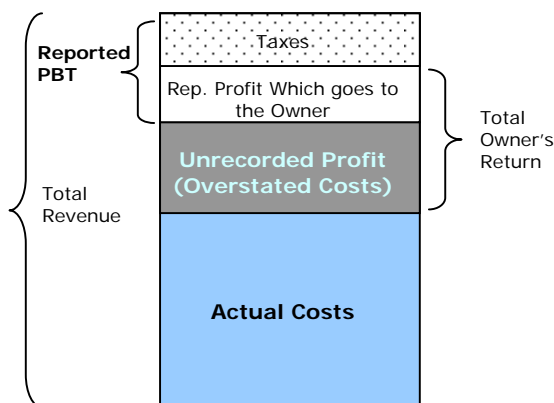 Taxes
Reported
PBT
Rep. Profit Which goes to
the Owner
Total
Owner's
Return
Unrecorded Profit
(Overstated Costs)
Total
Revenue
Actual Costs